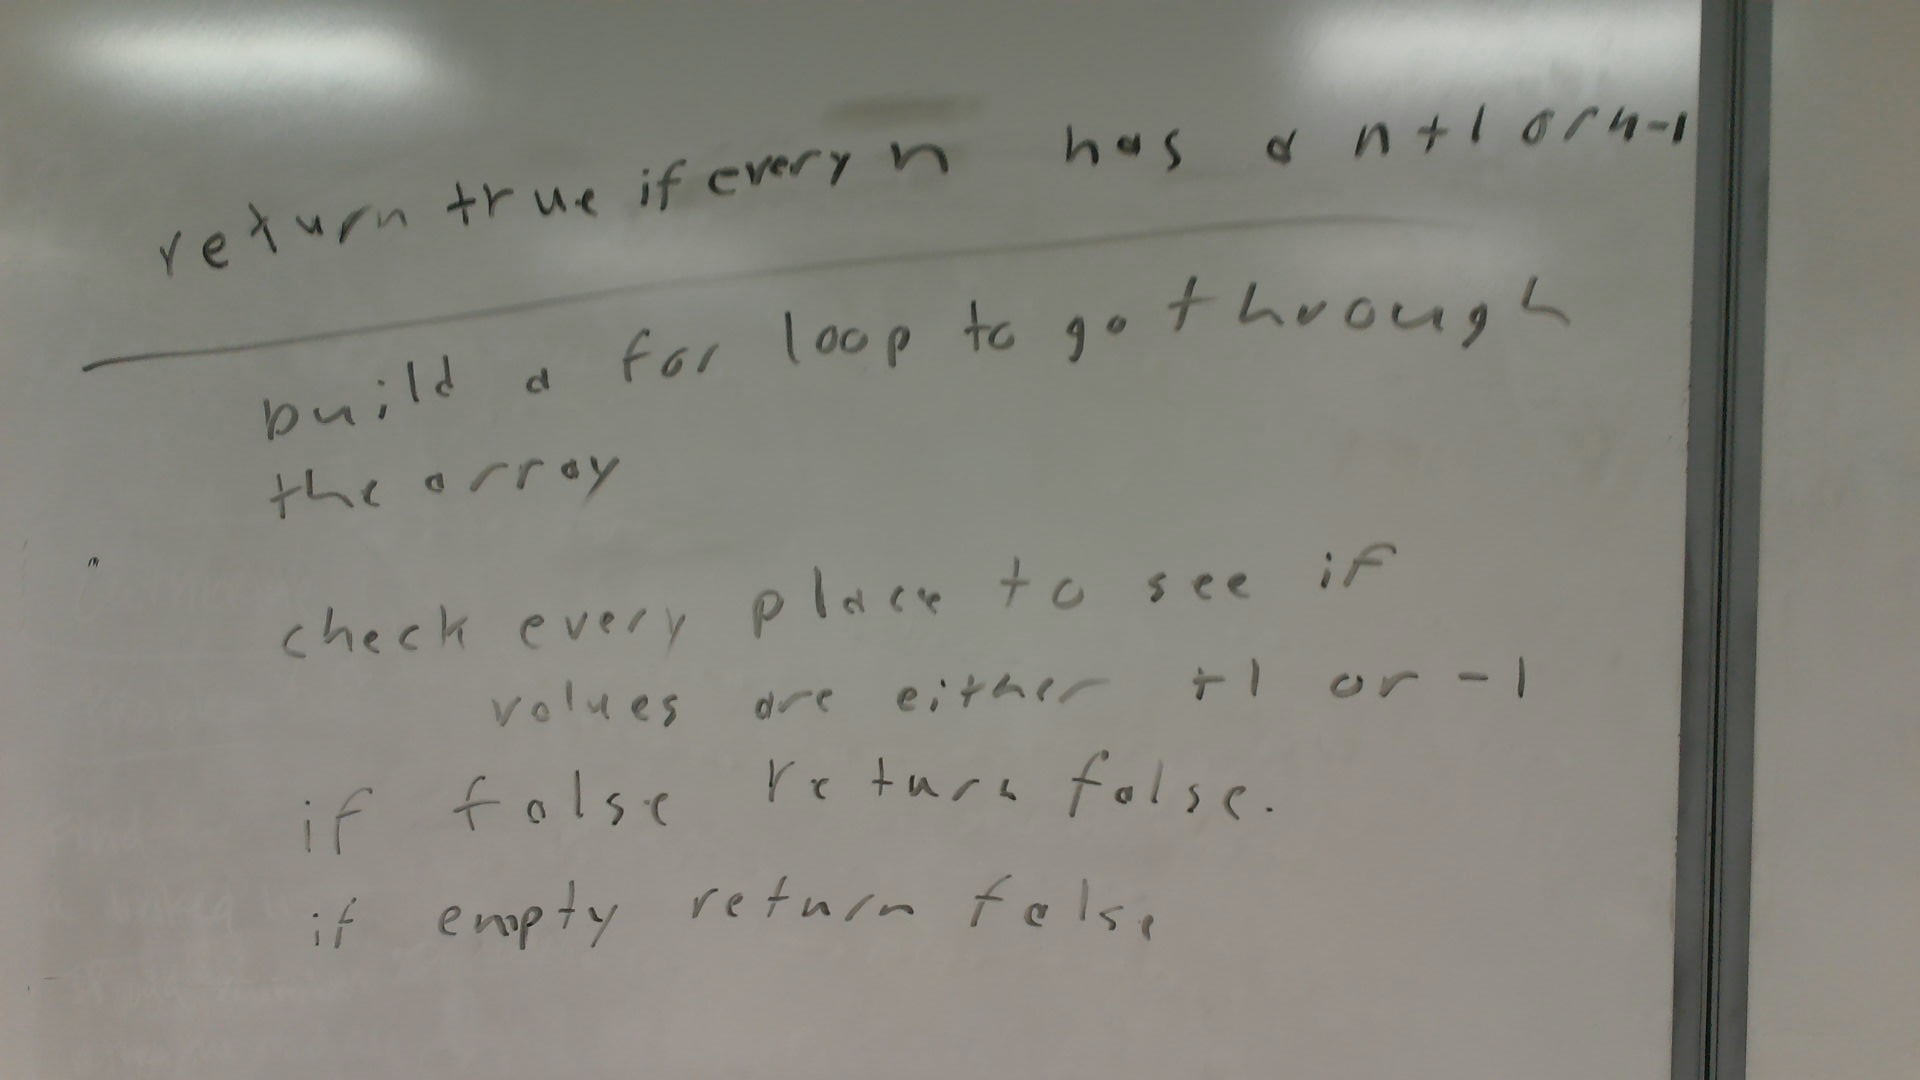 return true if every n has a n+1 or n-1
build a for loop to go through
the array
check every place to see if
values are either +1 or -1
if false return false.
if empty return false